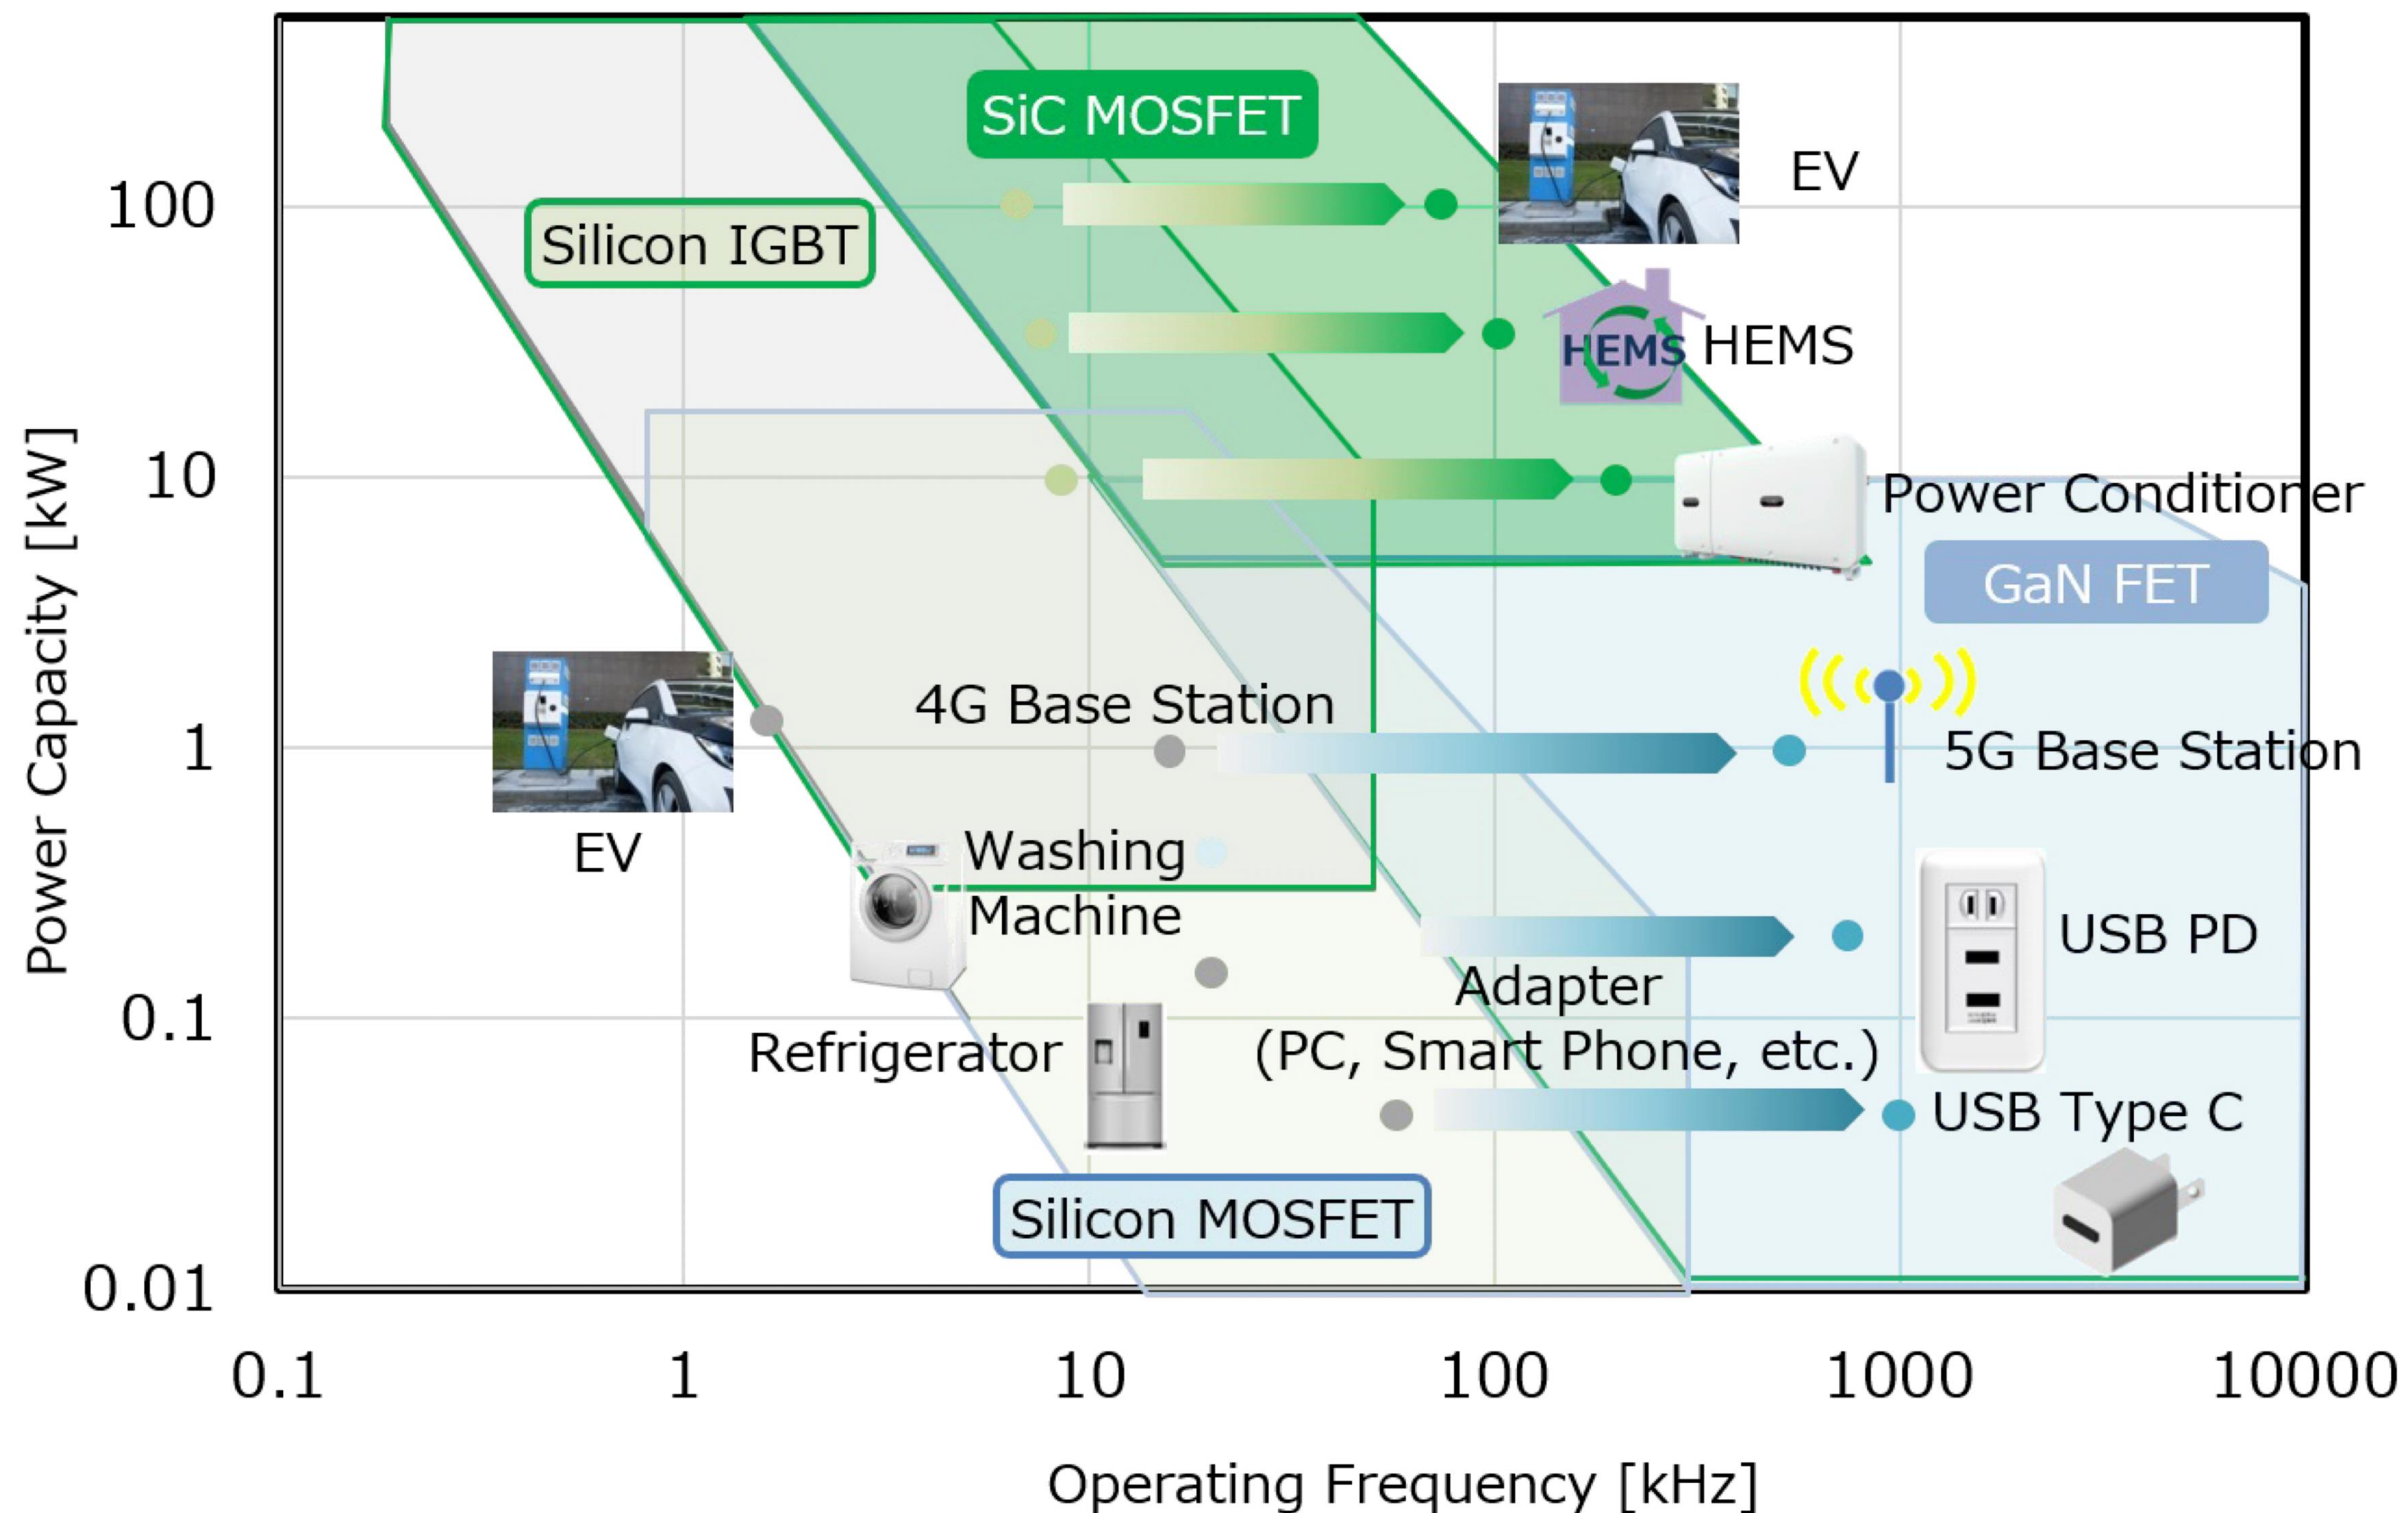 SiC MOSFET
EV
100
Silicon IGBT
HEMS
HEMS
10
Power Conditioner
GaN FET
Power Capacity [kW]
4G Base Station
1
5G Base Station
EV
Washing
Machine
USB PD
Adapter
0.1
Refrigerator
(PC, Smart Phone, etc.)
USB Type C
Silicon MOSFET
0.01
0.1
1
10
100
1000
10000
Operating Frequency [kHz]